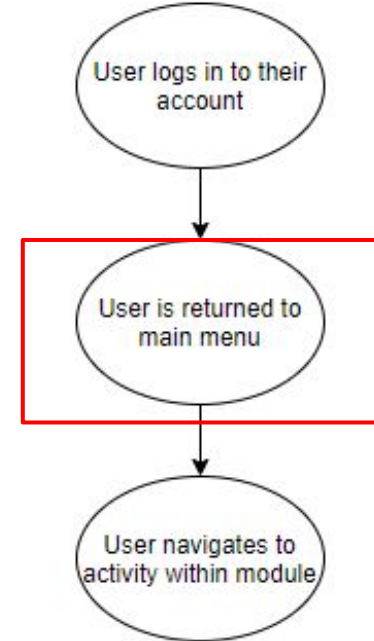 User logs in to their
account
User is returned to
main menu
User navigates to
activity within module